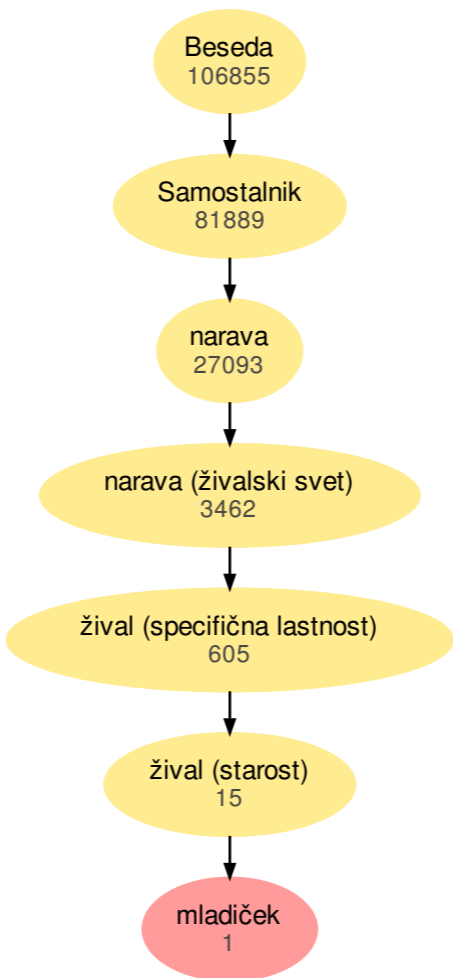 Beseda
106855
Samostalnik
81889
narava
27093
narava (živalski svet)
3462
žival (specifična lastnost)
605
žival (starost)
15
mladiček
1